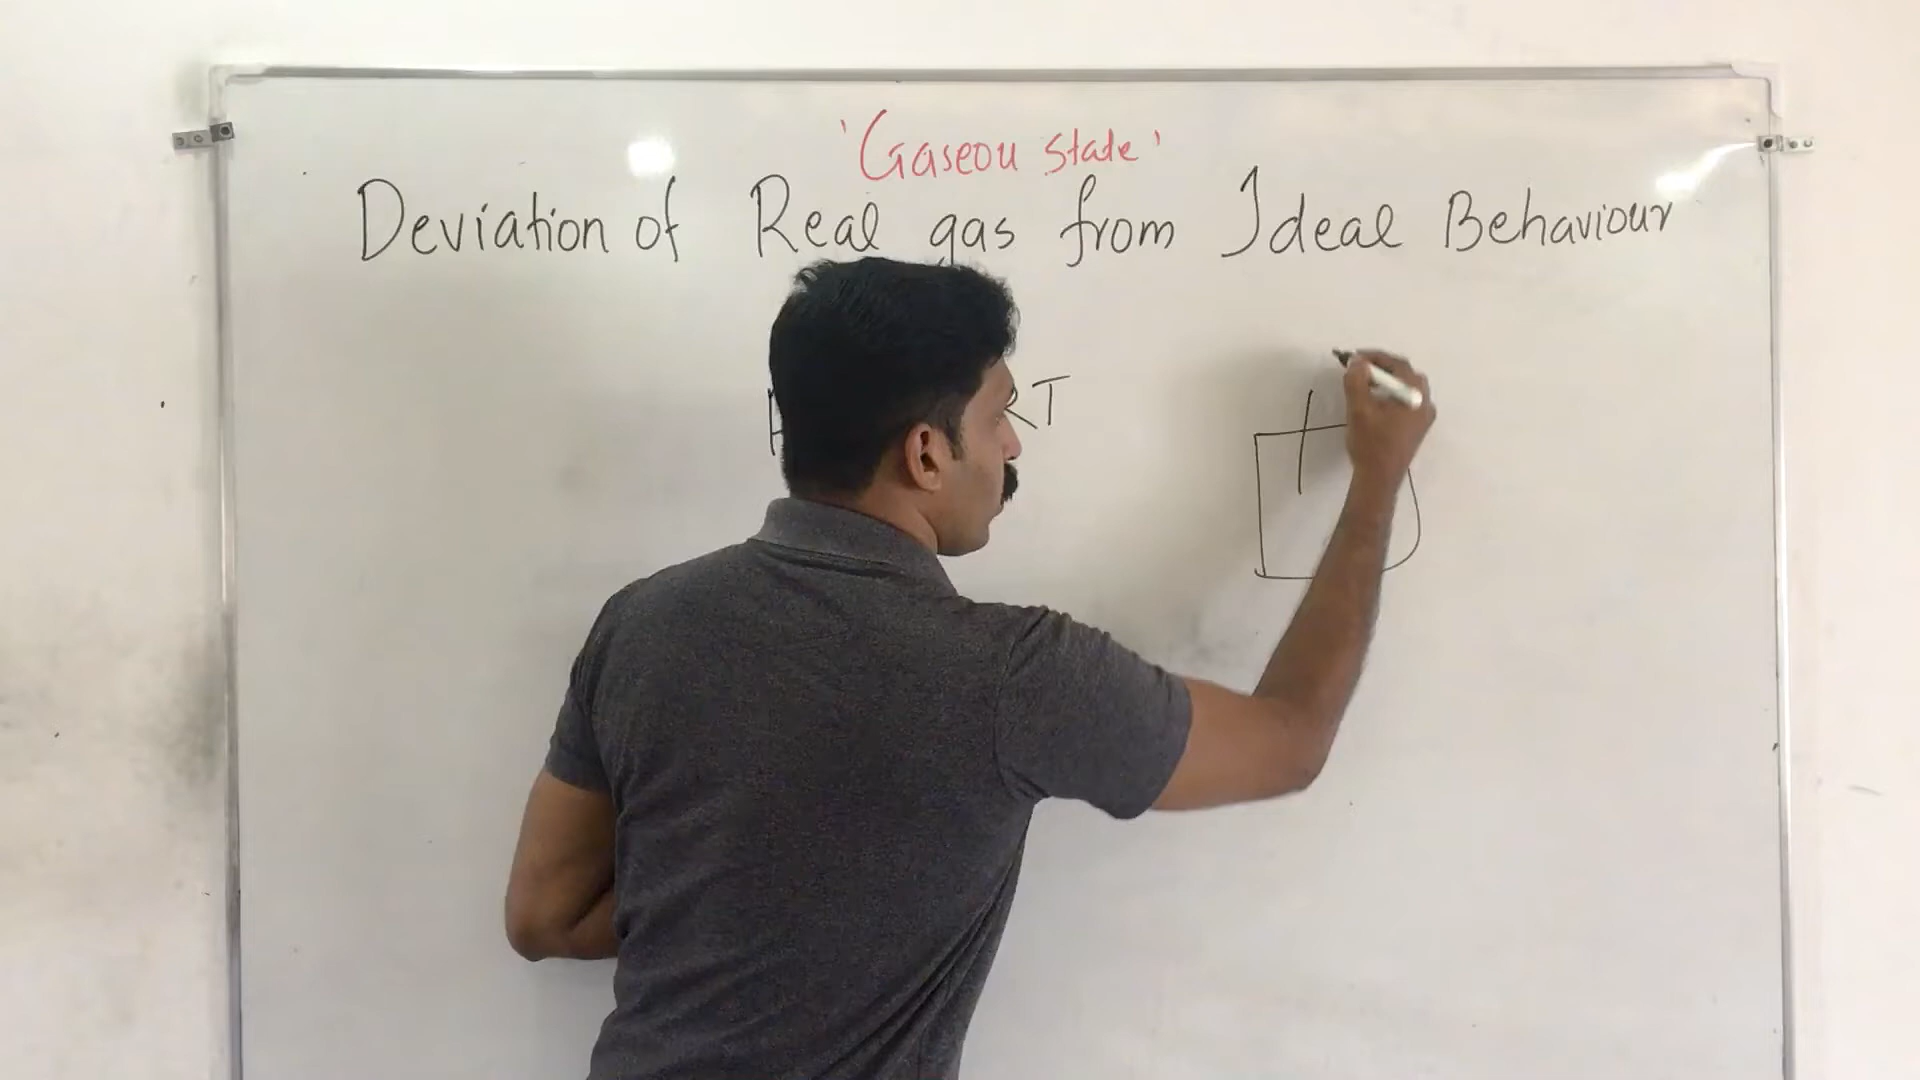 'Gaseou state'
Deviation of Real gas from Ideal Behaviour
RT